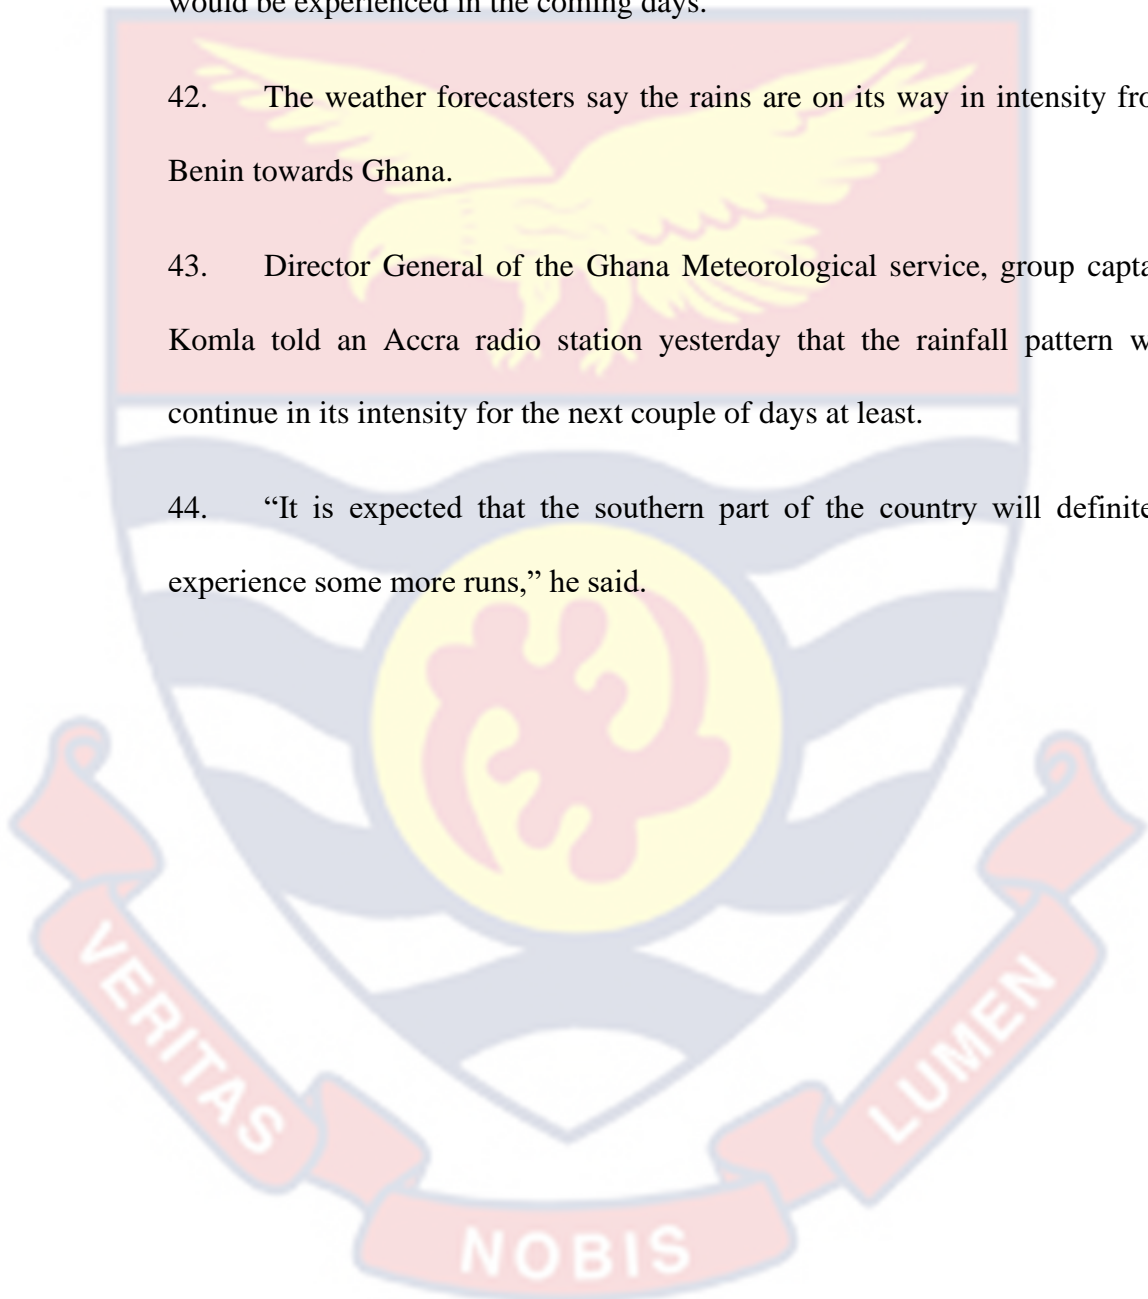 would be experienced in the coming days.
42. The weather forecasters say the rains are on its way in intensity fro
Benin towards Ghana.
43. Director General of the Ghana Meteorological service, group capta
Komla told an Accra radio station yesterday that the rainfall pattern w
continue in its intensity for the next couple of days at least.
44. “It is expected that the southern part of the country will definite
experience some more runs,” he said.
VERITAS
NOBIS
LUMEN